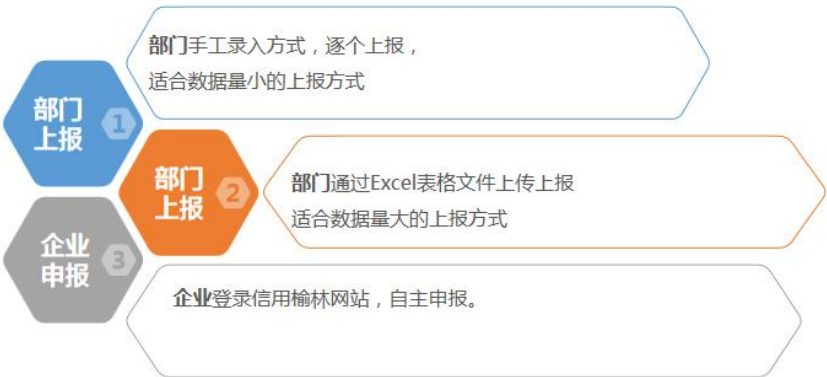 部门
上报
1
部门手工录入方式，逐个上报，
适合数据量小的上报方式
部门
上报
2
部门通过Excel表格文件上传上报
适合数据量大的上报方式
企业
申报
3
企业登录信用榆林网站，自主申报。